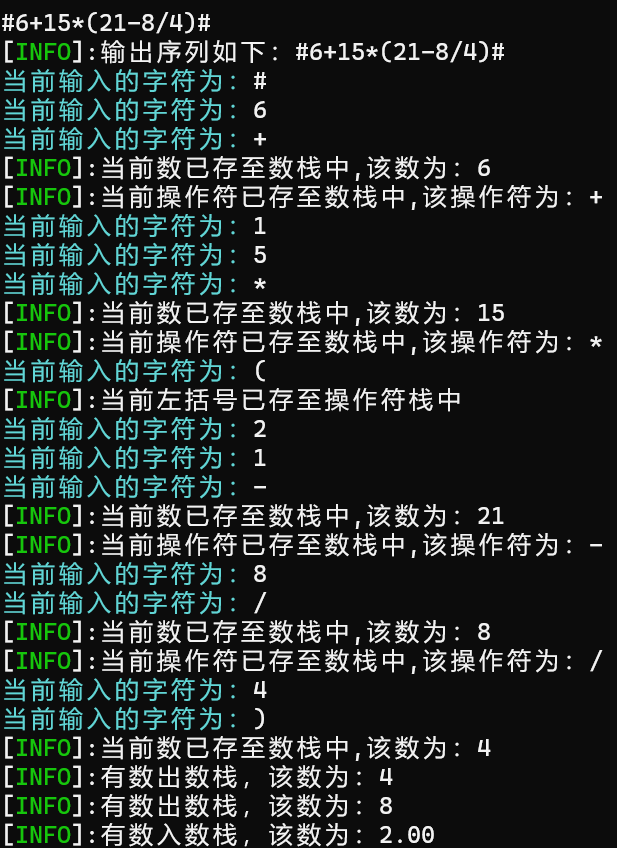 #6+15*(21-8/4)#
[INFO]:输出序列如下: #6+15*(21-8/4)#
当前输入的字符为: #
当前输入的字符为: 6
当前输入的字符为: +
[INFO]:当前数已存至数栈中,该数为: 6
[INFO]:当前操作符已存至数栈中,该操作符为: +
当前输入的字符为: 1
当前输入的字符为: 5
当前输入的字符为: *
[INFO]:当前数已存至数栈中,该数为: 15
[INFO]:当前操作符已存至数栈中,该操作符为: *
当前输入的字符为: (
[INFO]:当前左括号已存至操作符栈中
当前输入的字符为: 2
当前输入的字符为: 1
当前输入的字符为: -
[INFO]:当前数已存至数栈中,该数为: 21
[INFO]:当前操作符已存至数栈中,该操作符为: -
当前输入的字符为: 8
当前输入的字符为: /
[INFO]:当前数已存至数栈中,该数为: 8
[INFO]:当前操作符已存至数栈中,该操作符为: /
当前输入的字符为: 4
当前输入的字符为: )
[INFO]:当前数已存至数栈中,该数为: 4
[INFO]:有数出数栈, 该数为: 4
[INFO]:有数出数栈, 该数为: 8
[INFO]:有数入数栈, 该数为: 2.00